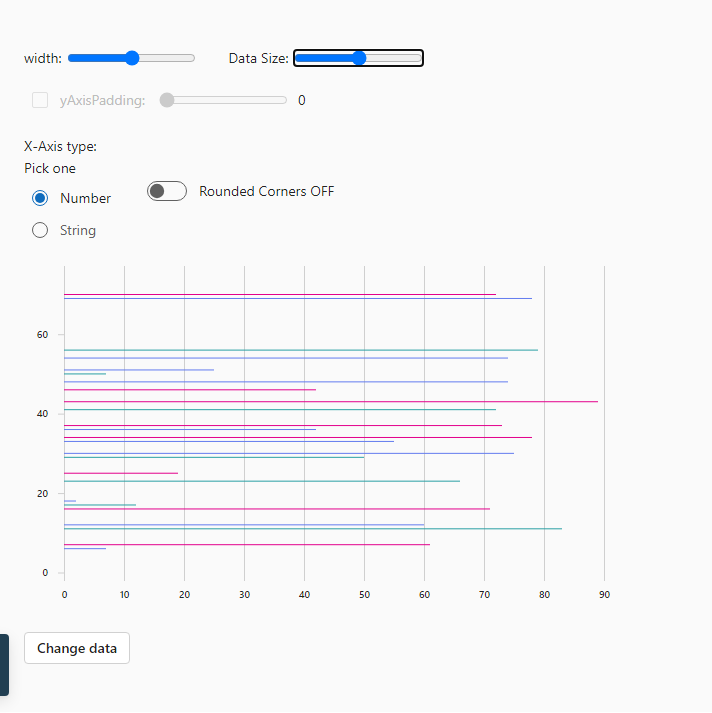 width: Data Size:
yAxisPadding: 0
X-Axis type:
Pick one
Number Rounded Corners OFF
String
60
40
20
0
0 10 20 30 40 50 60 70 80 90
Change data